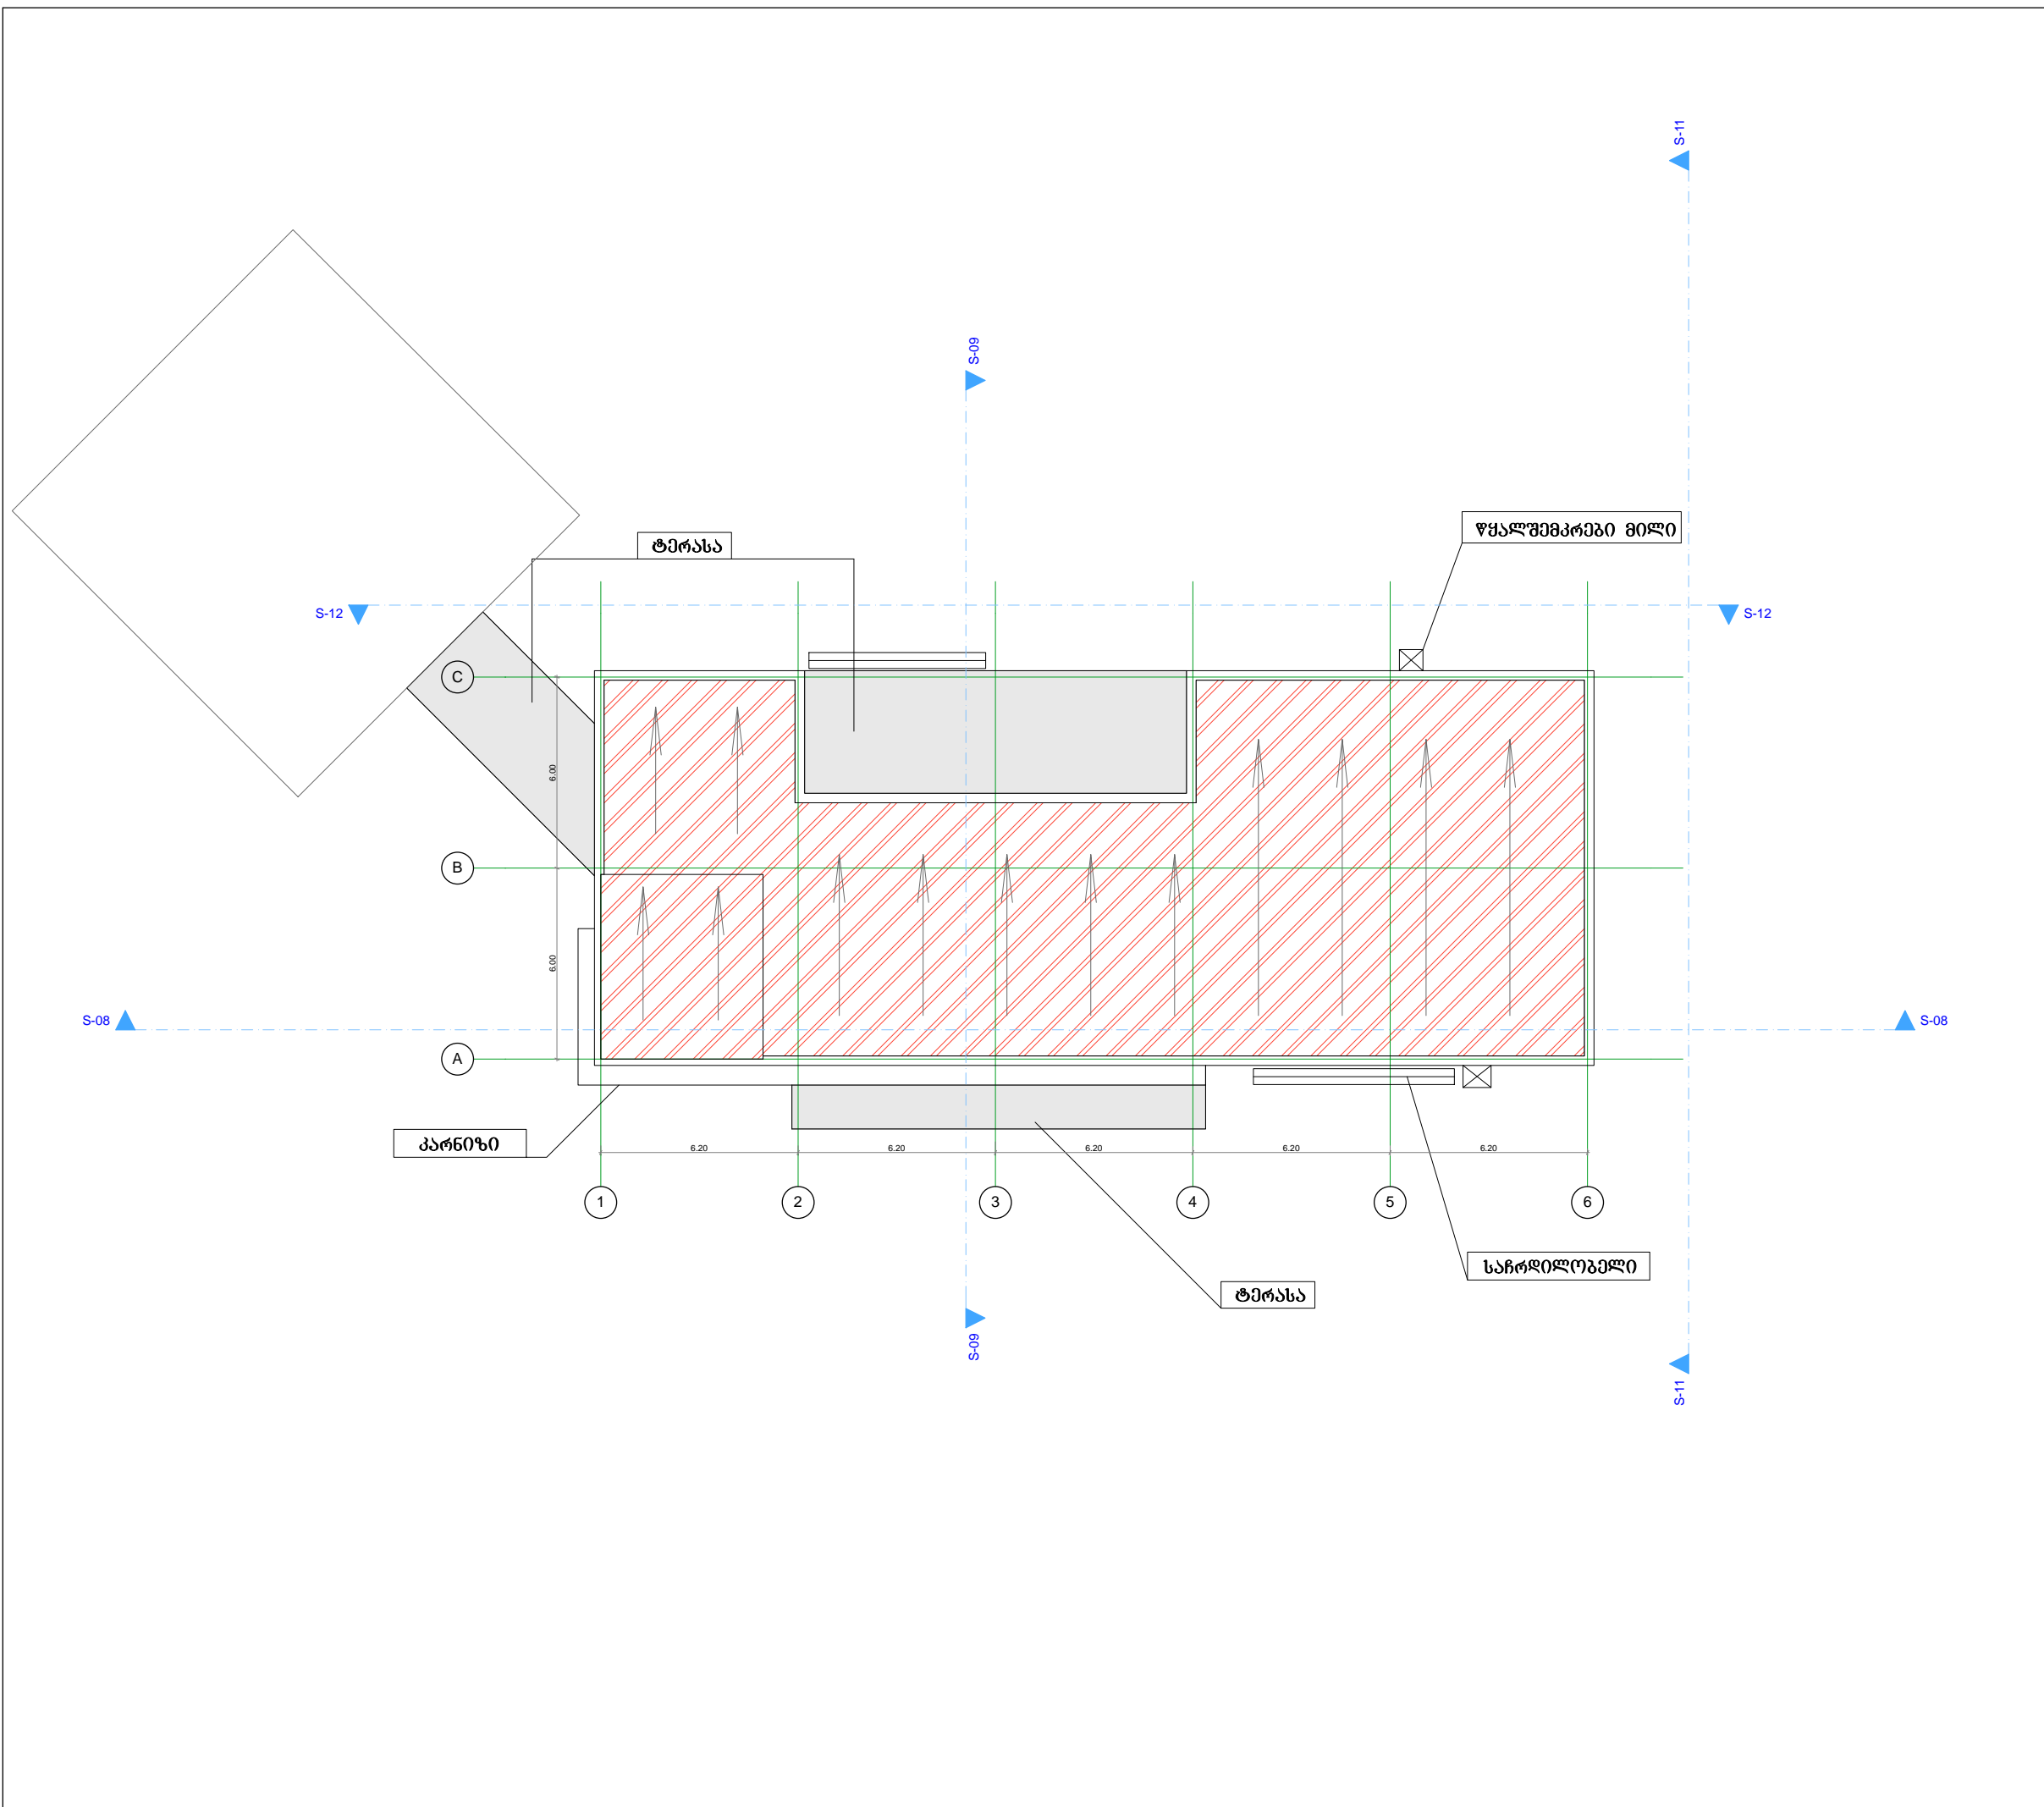 S-11
S-09
წყალშემკრები მილი
ტერასა
S-12
S-12
C
6.00
B
6.00
S-08
S-08
A
კარნიზი
6.20
6.20
6.20
6.20
6.20
1
2
3
4
5
6
საჩრდილობელი
ტერასა
S-09
S-11